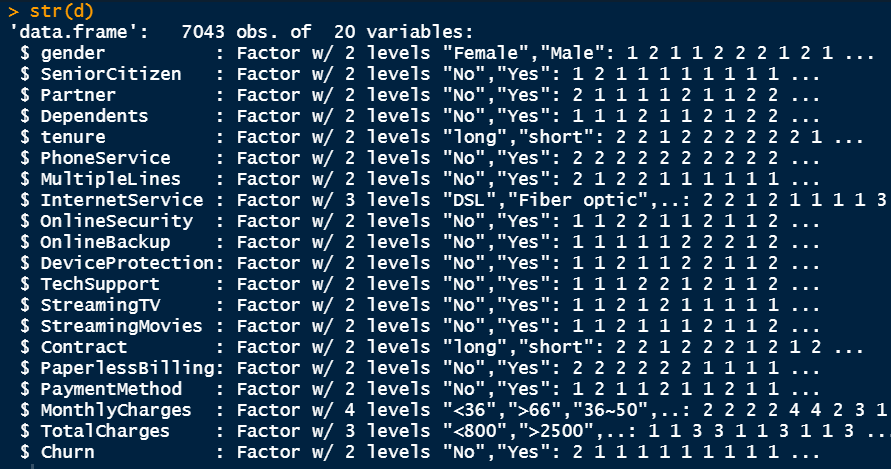 > str(d)
'data.frame':   7043 obs. of  20 variables:
 $ gender          : Factor w/ 2 levels "Female","Male": 1 2 1 1 2 2 2 1 2 1 ...
 $ SeniorCitizen   : Factor w/ 2 levels "No","Yes": 1 2 1 1 1 1 1 1 1 1 ...
 $ Partner         : Factor w/ 2 levels "No","Yes": 2 1 1 1 1 2 1 1 2 2 ...
 $ Dependents      : Factor w/ 2 levels "No","Yes": 1 1 1 2 1 1 2 1 2 2 ...
 $ tenure          : Factor w/ 2 levels "long","short": 2 2 1 2 2 2 2 2 2 1 ...
 $ PhoneService    : Factor w/ 2 levels "No","Yes": 2 2 2 2 2 2 2 2 2 2 ...
 $ MultipleLines   : Factor w/ 2 levels "No","Yes": 2 1 2 2 1 1 1 1 1 1 ...
 $ InternetService : Factor w/ 3 levels "DSL","Fiber optic",..: 2 2 1 2 1 1 1 1 3
 $ OnlineSecurity  : Factor w/ 2 levels "No","Yes": 1 1 2 2 1 1 2 1 1 2 ...
 $ OnlineBackup    : Factor w/ 2 levels "No","Yes": 1 1 1 1 1 2 2 2 1 2 ...
 $ DeviceProtection: Factor w/ 2 levels "No","Yes": 1 1 2 1 1 2 2 1 1 2 ...
 $ TechSupport     : Factor w/ 2 levels "No","Yes": 1 1 1 2 2 1 2 1 1 2 ...
 $ StreamingTV     : Factor w/ 2 levels "No","Yes": 1 1 2 1 2 1 2 1 1 1 1 ...
 $ StreamingMovies : Factor w/ 2 levels "No","Yes": 1 1 2 1 1 1 2 1 1 2 ...
 $ Contract        : Factor w/ 2 levels "long","short": 2 2 1 2 2 2 1 2 1 2 ...
 $ PaperlessBilling: Factor w/ 2 levels "No","Yes": 2 2 2 2 2 2 1 1 1 1 ...
 $ PaymentMethod   : Factor w/ 2 levels "No","Yes": 1 2 1 1 2 1 1 2 1 2 ...
 $ MonthlyCharges  : Factor w/ 4 levels "<36",">66","36~50",..: 2 2 2 2 4 4 2 3 1
 $ TotalCharges    : Factor w/ 3 levels "<800",">2500",..: 1 1 3 3 1 1 3 1 1 3 ...
 $ Churn           : Factor w/ 2 levels "No","Yes": 2 1 1 1 1 1 1 1 1 1 ...